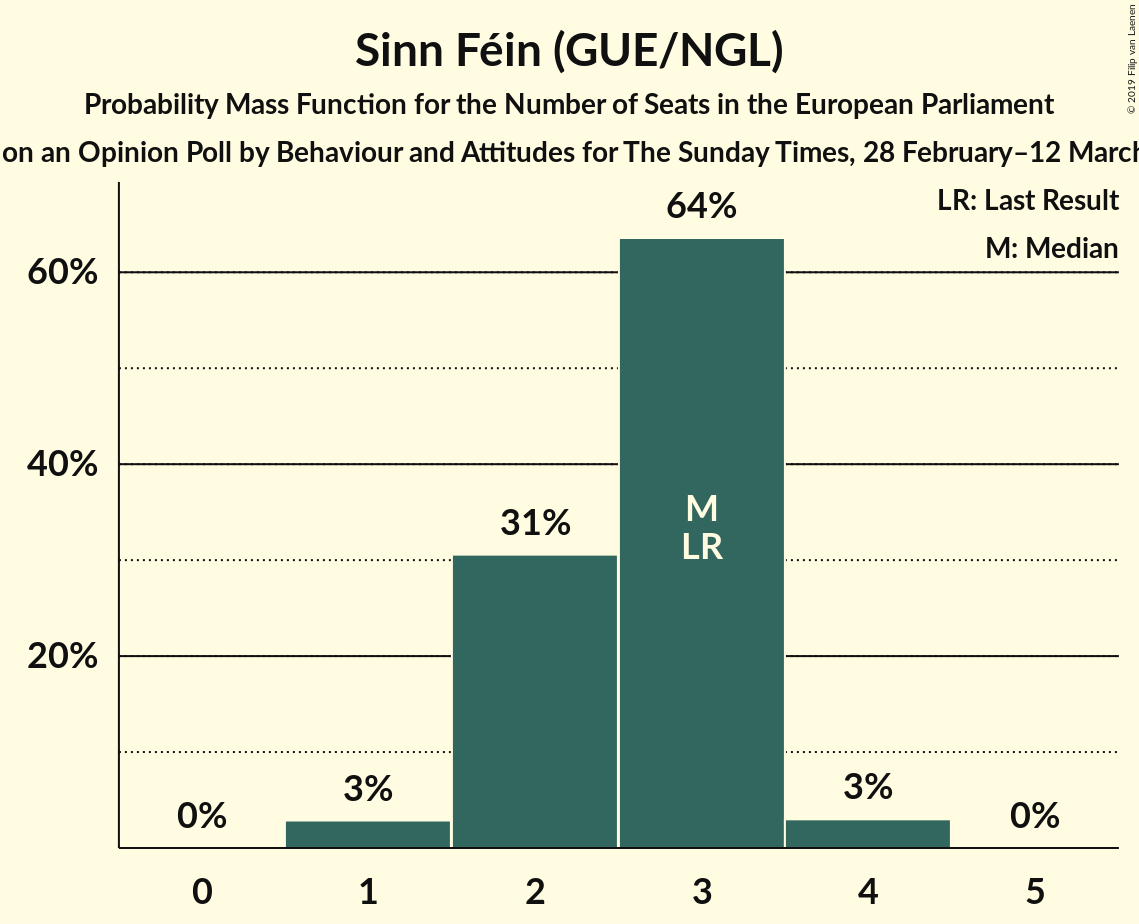 Sinn Féin (GUE/NGL)
Probability Mass Function for the Number of Seats in the European Parliament
on an Opinion Poll by Behaviour and Attitudes for The Sunday Times, 28 February–12 March
© 2019 Filip van Laenen
LR: Last Result
M: Median
64%
60%
40%
M
31%
LR
20%
3%
3%
0%
0%
0 1 2 3 4 5